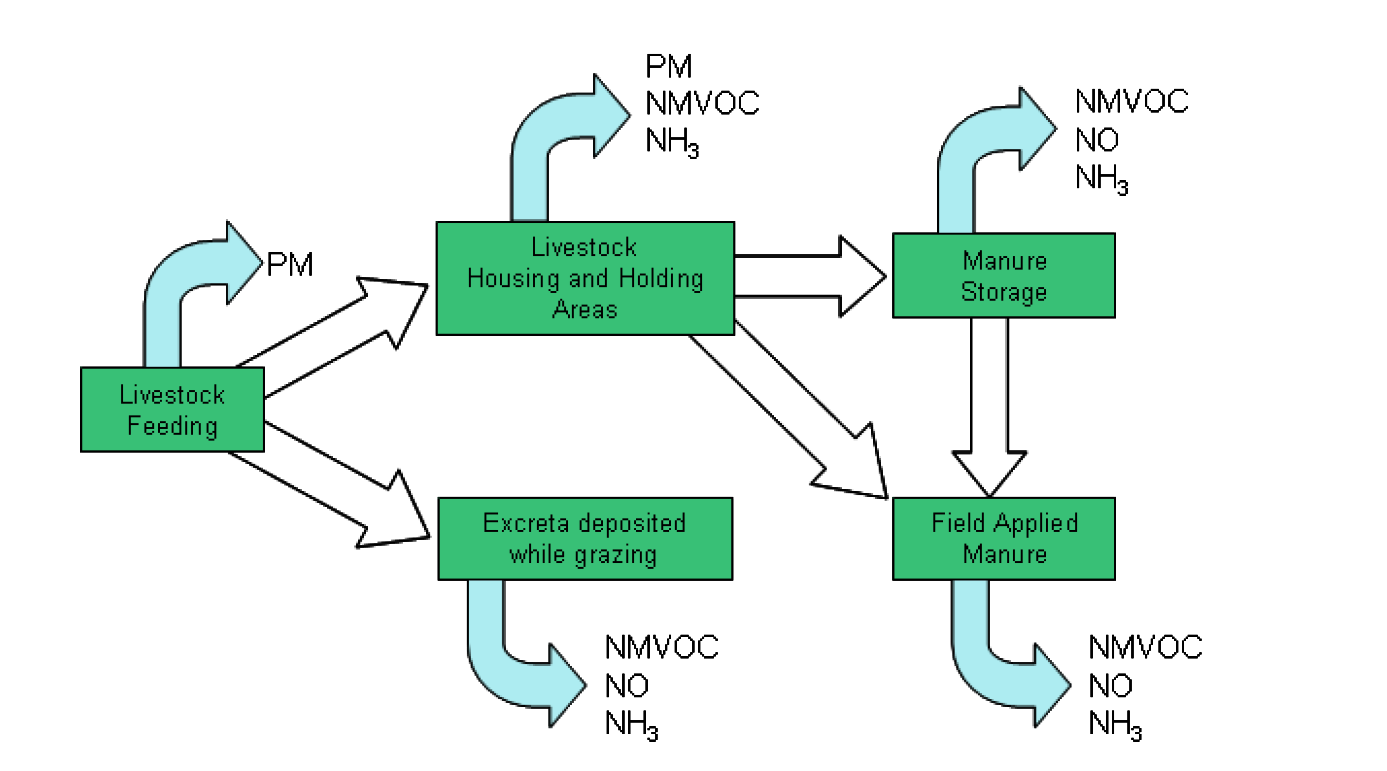 PM
NMVOC
NH₃
NMVOC
NO
NH₃
PM
Livestock
Housing and Holding
Areas
Manure
Storage
Livestock
Feeding
Excreta deposited
while grazing
Field Applied
Manure
NMVOC
NO
NH₃
NMVOC
NO
NH₃